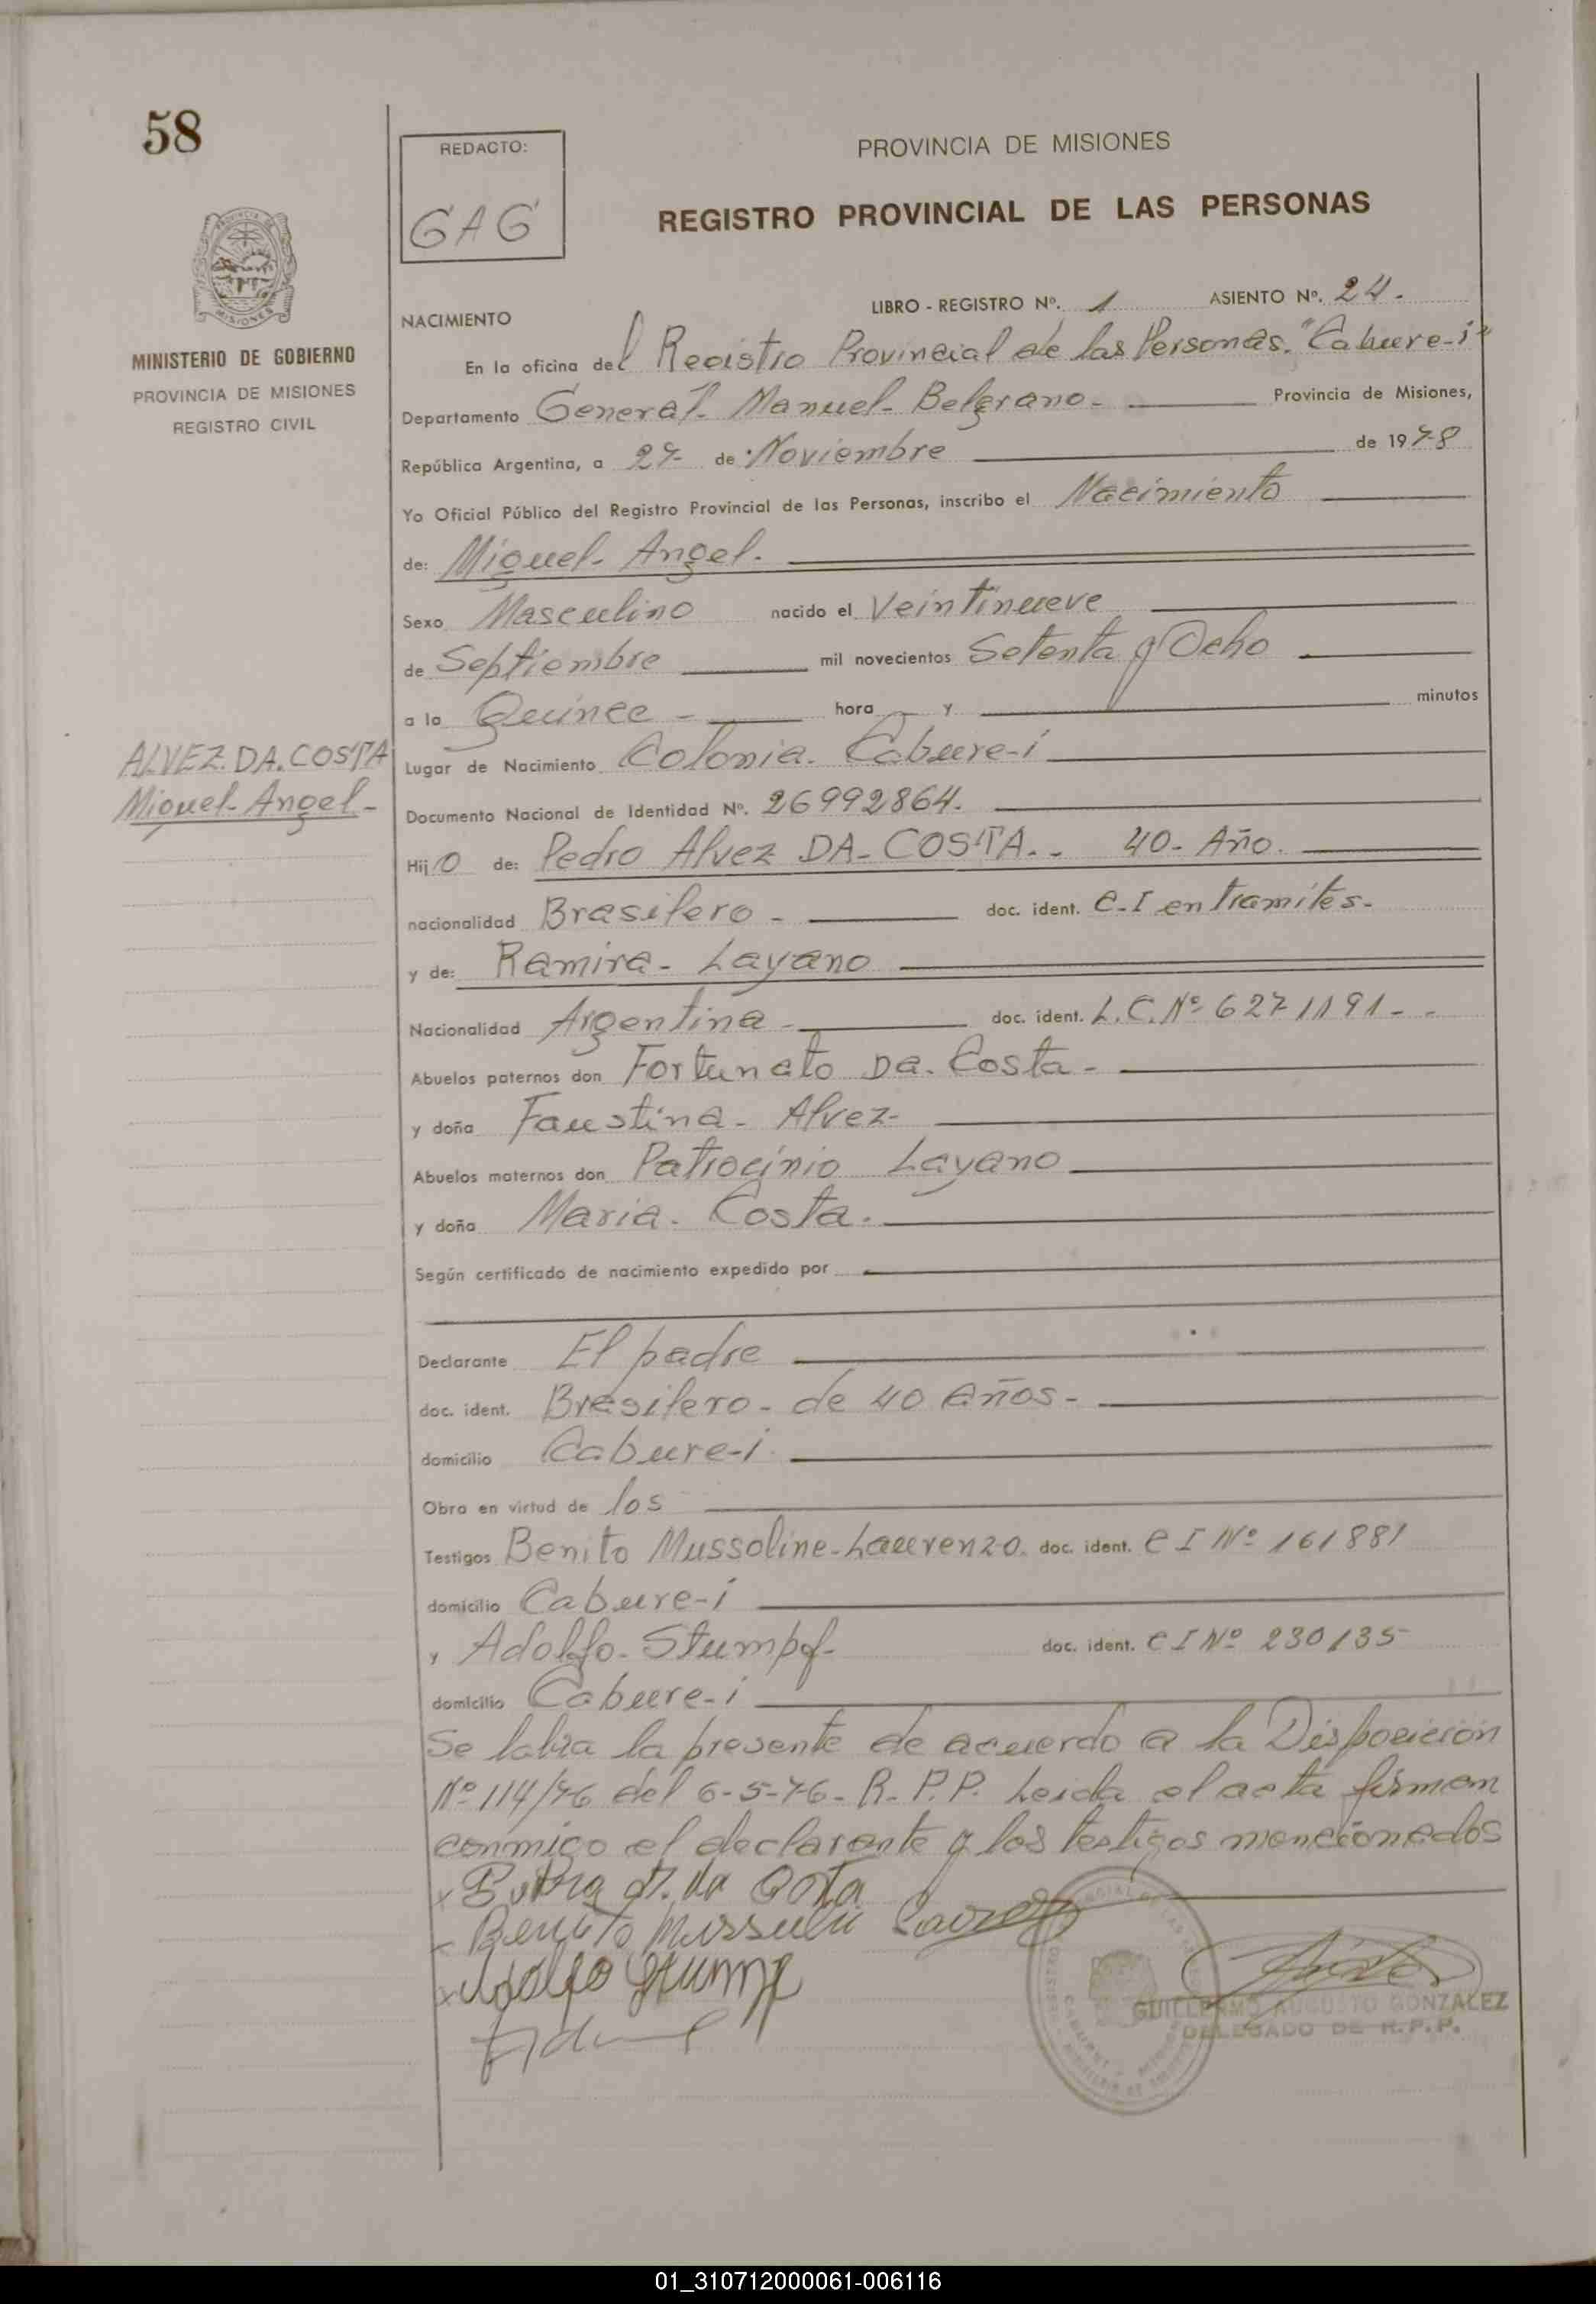 58
REDACTO:
GAG
PROVINCIA DE MISIONES
REGISTRO PROVINCIAL DE LAS PERSONAS
MINISTERIO DE GOBIERNO
PROVINCIA DE MISIONES
REGISTRO CIVIL
NACIMIENTO
LIBRO - REGISTRO Nº. 1 ASIENTO Nº. 24.
En la oficina del Registro Provincial de las Personas. "Cabure-i"
Departamento General- Manuel- Belgrano- Provincia de Misiones,
República Argentina, a 27 de Noviembre de 1978
Yo Oficial Público del Registro Provincial de las Personas, inscribo el Nacimiento
de: Miguel- Angel.
Sexo Masculino nacido el Veintinueve
de Septiembre mil novecientos Setenta y Ocho
a la Quince - hora y minutos
ALVEZ. DA. COSTA
Miguel- Angel-
Lugar de Nacimiento Colonia. Cabure-i
Documento Nacional de Identidad Nº. 26992864.
Hijo de: Pedro Alvez DA- COSTA.- 40- Año.
nacionalidad Brasilero - doc. ident. C-I en tramites-
y de: Ramira- Layano
Nacionalidad Argentina - doc. ident. L.C. Nº 6271191- -
Abuelos paternos don Fortunato Da. Costa-
y doña Faustina- Alvez-
Abuelos maternos don Patrocinio Layano
y doña Maria- Costa.
Según certificado de nacimiento expedido por
Declarante El padre
doc. ident. Brasilero- de 40 años-
domicilio Cabure-i
Obra en virtud de los
Testigos Benito Mussoline-Laurenzo. doc. ident. C I Nº 161881
domicilio Cabure-i
y Adolfo- Stumpf- doc. ident. C I Nº 230135
domicilio Cabure-i
Se labra la presente de acuerdo a la Disposición
Nº 114/76 del 6-5-76- R. P.P. Leida el acta firman
conmigo el declarante y los testigos mencionados
da Costa
Benito
Adolfo Stumpf
GUILLERMO AUGUSTO GONZALEZ
DELEGADO DE R.P.P.
01_310712000061-006116